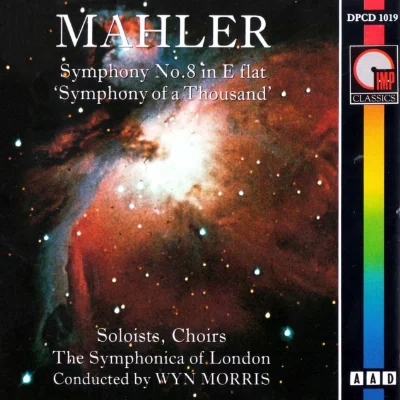 MAHLER
Symphony No.8 in E flat
‘Symphony of a Thousand’
DPCD 1019
IMP
CLASSICS
Soloists, Choirs
The Symphonica of London
Conducted by WYN MORRIS
A A D